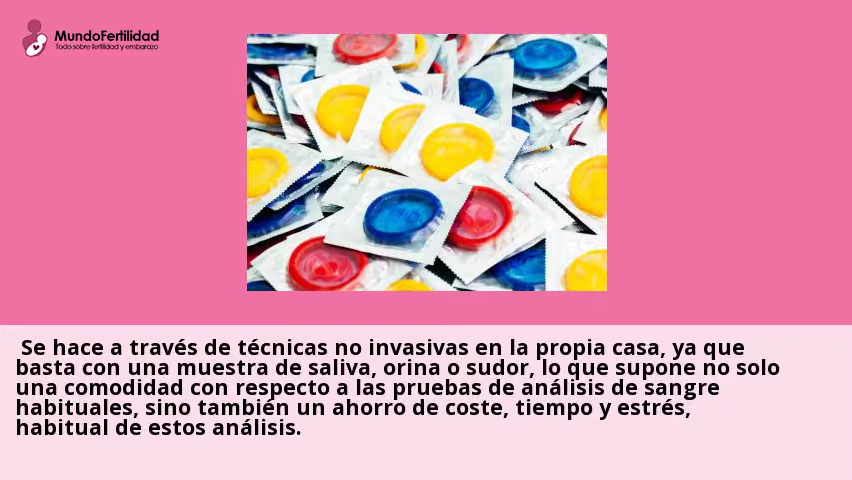 MundoFertilidad
Todo sobre fertilidad y embarazo
Se hace a través de técnicas no invasivas en la propia casa, ya que
basta con una muestra de saliva, orina o sudor, lo que supone no solo
una comodidad con respecto a las pruebas de análisis de sangre
habituales, sino también un ahorro de coste, tiempo y estrés,
habitual de estos análisis.